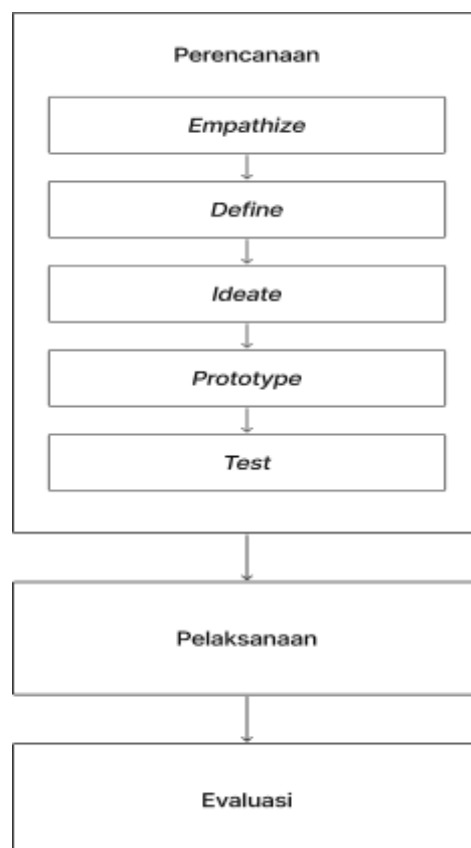 Perencanaan
Empathize
Define
Ideate
Prototype
Test
Pelaksanaan
Evaluasi